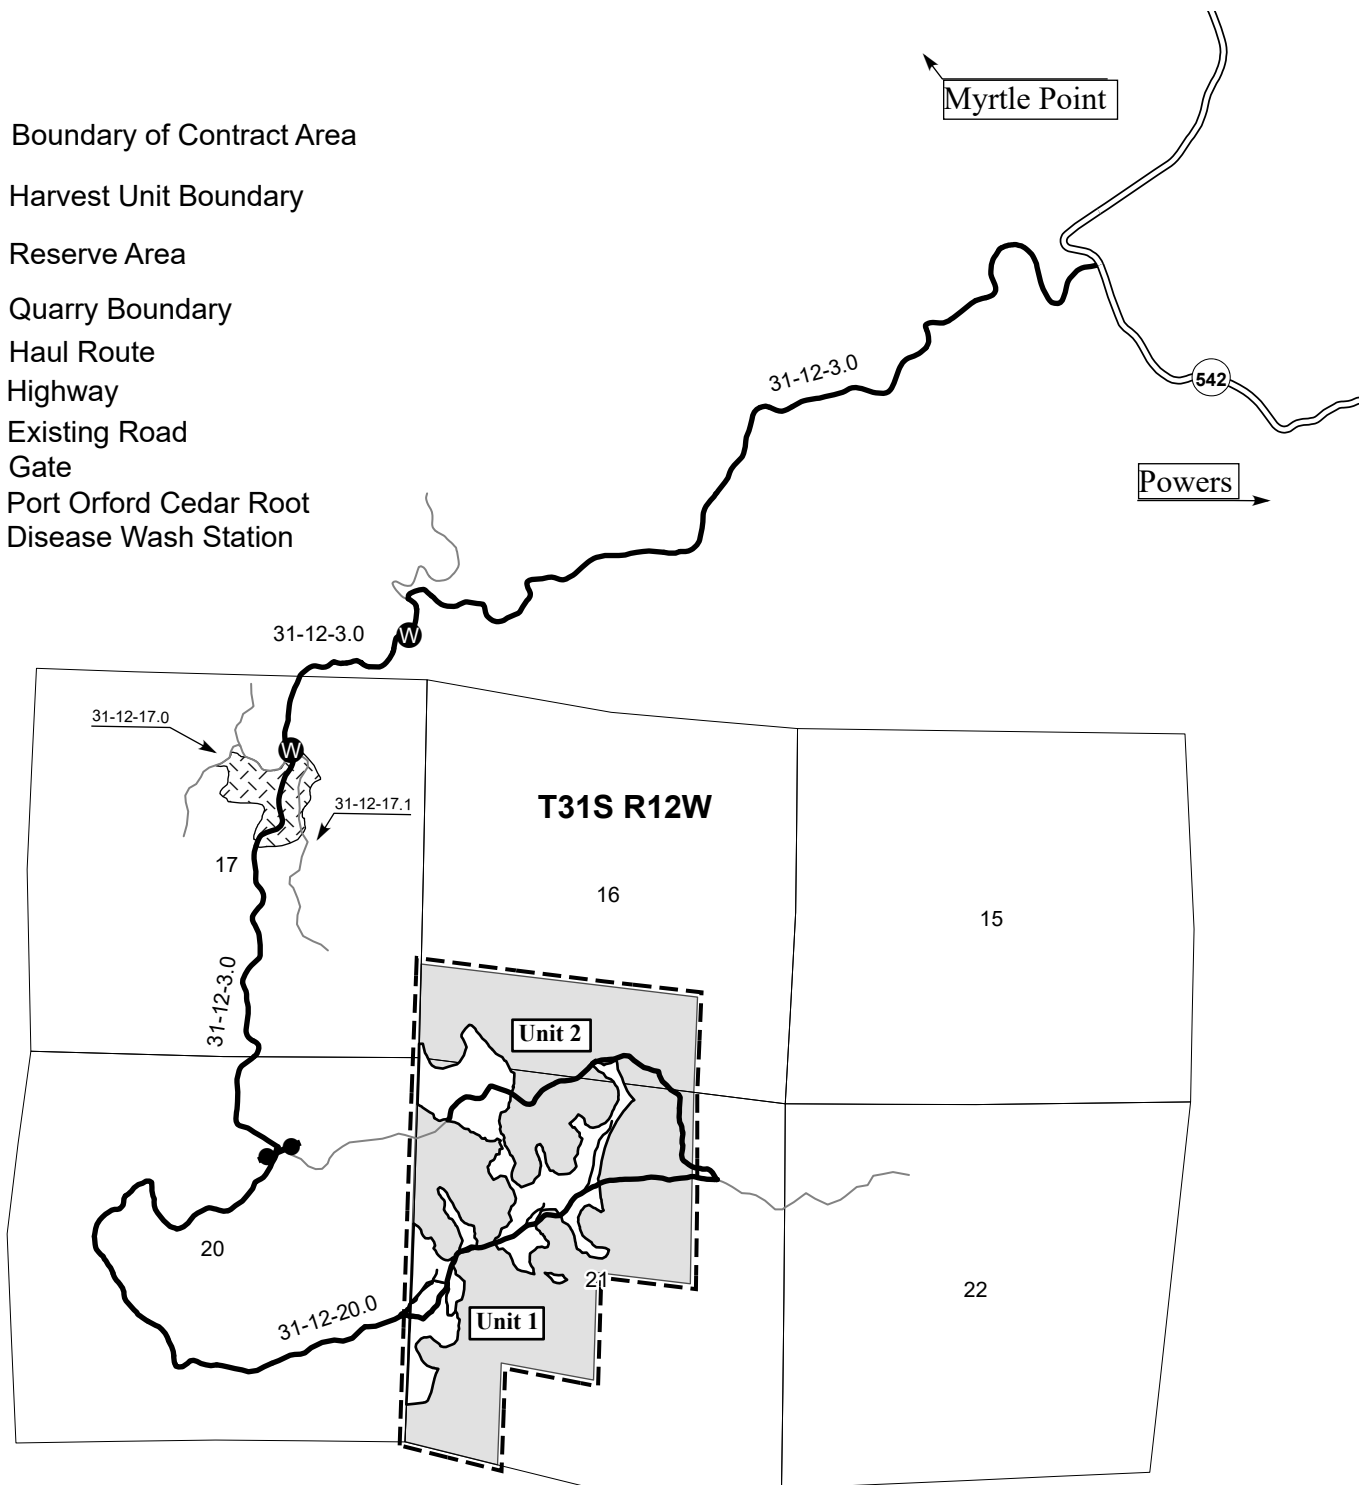 Myrtle Point
Boundary of Contract Area
Harvest Unit Boundary
Reserve Area
Quarry Boundary
Haul Route
Highway
Existing Road
Gate
Port Orford Cedar Root
Disease Wash Station
31-12-3.0
542
Powers
31-12-3.0
W
31-12-17.0
W
31-12-17.1
T31S R12W
17
16
15
31-12-3.0
Unit 2
20
21
22
31-12-20.0
Unit 1